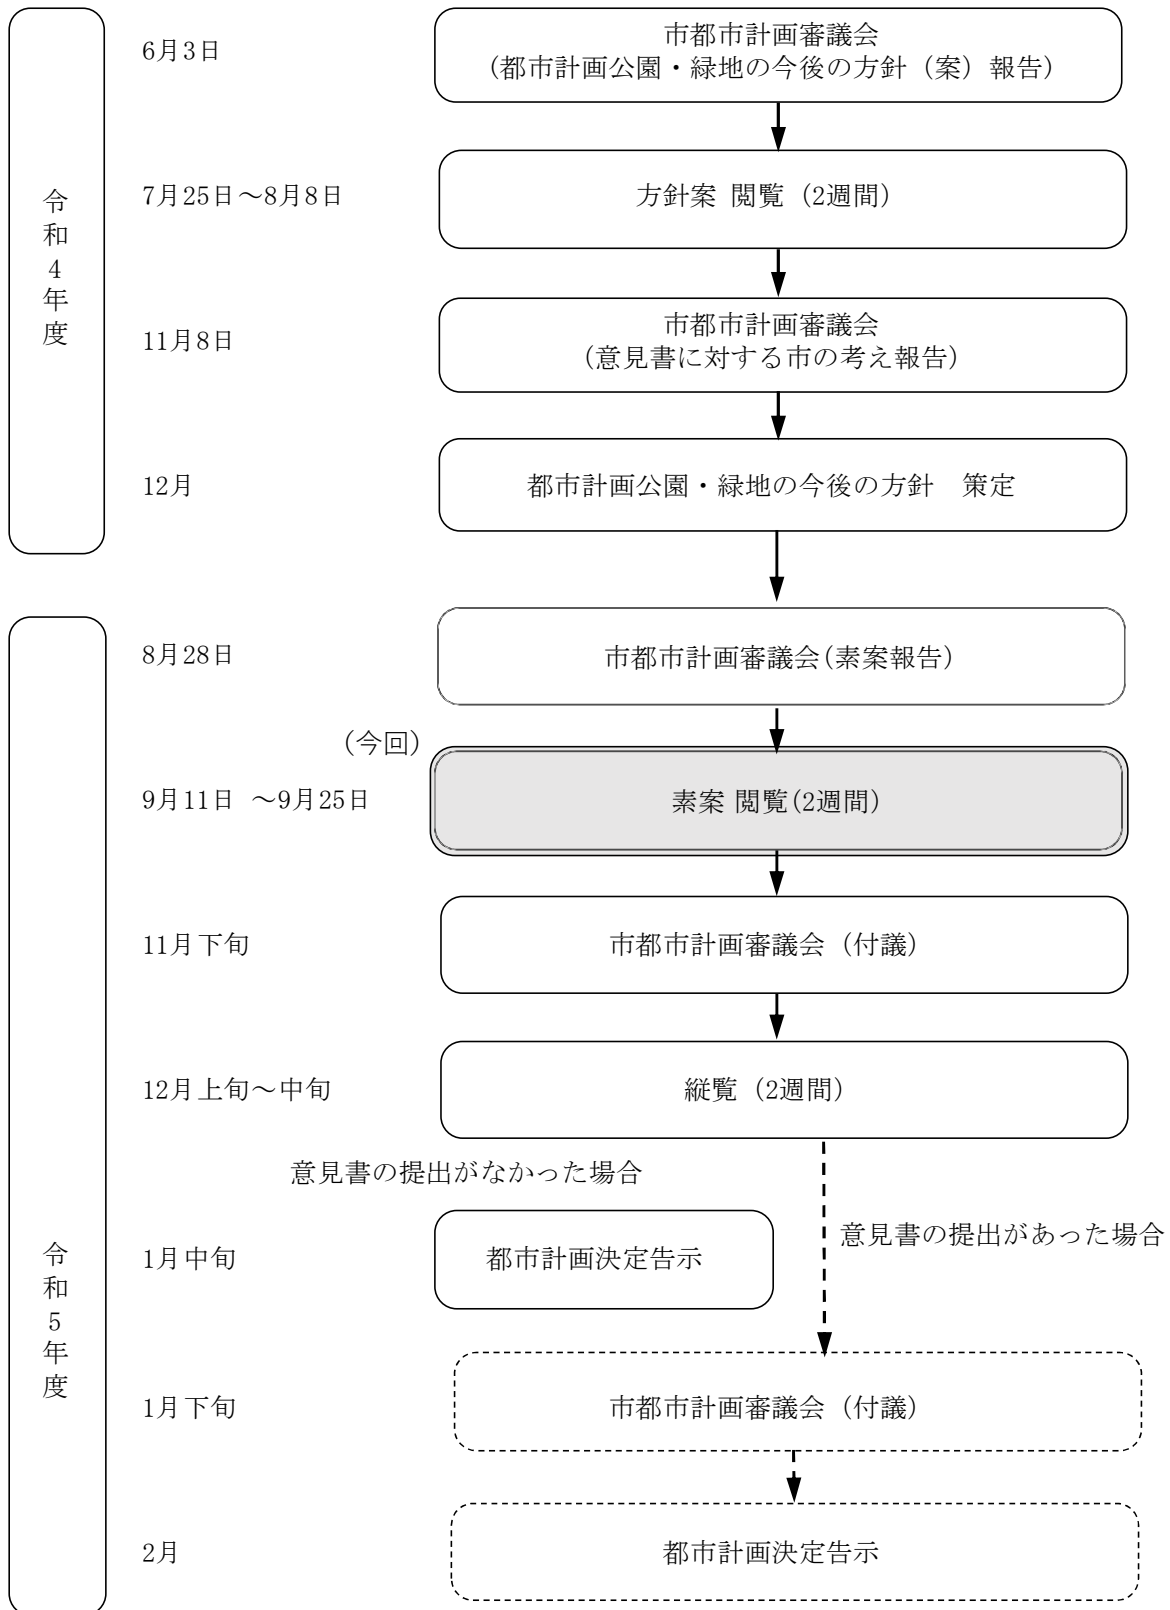 令和4年度
6月3日
市都市計画審議会
(都市計画公園・緑地の今後の方針（案）報告)
7月25日～8月8日
方針案 閲覧（2週間）
11月8日
市都市計画審議会
(意見書に対する市の考え報告)
12月
都市計画公園・緑地の今後の方針　策定
令和5年度
8月28日
市都市計画審議会(素案報告)
(今回)
9月11日 ～9月25日
素案 閲覧(2週間)
11月下旬
市都市計画審議会（付議）
12月上旬～中旬
縦覧（2週間）
意見書の提出がなかった場合
意見書の提出があった場合
1月中旬
都市計画決定告示
1月下旬
市都市計画審議会（付議）
2月
都市計画決定告示